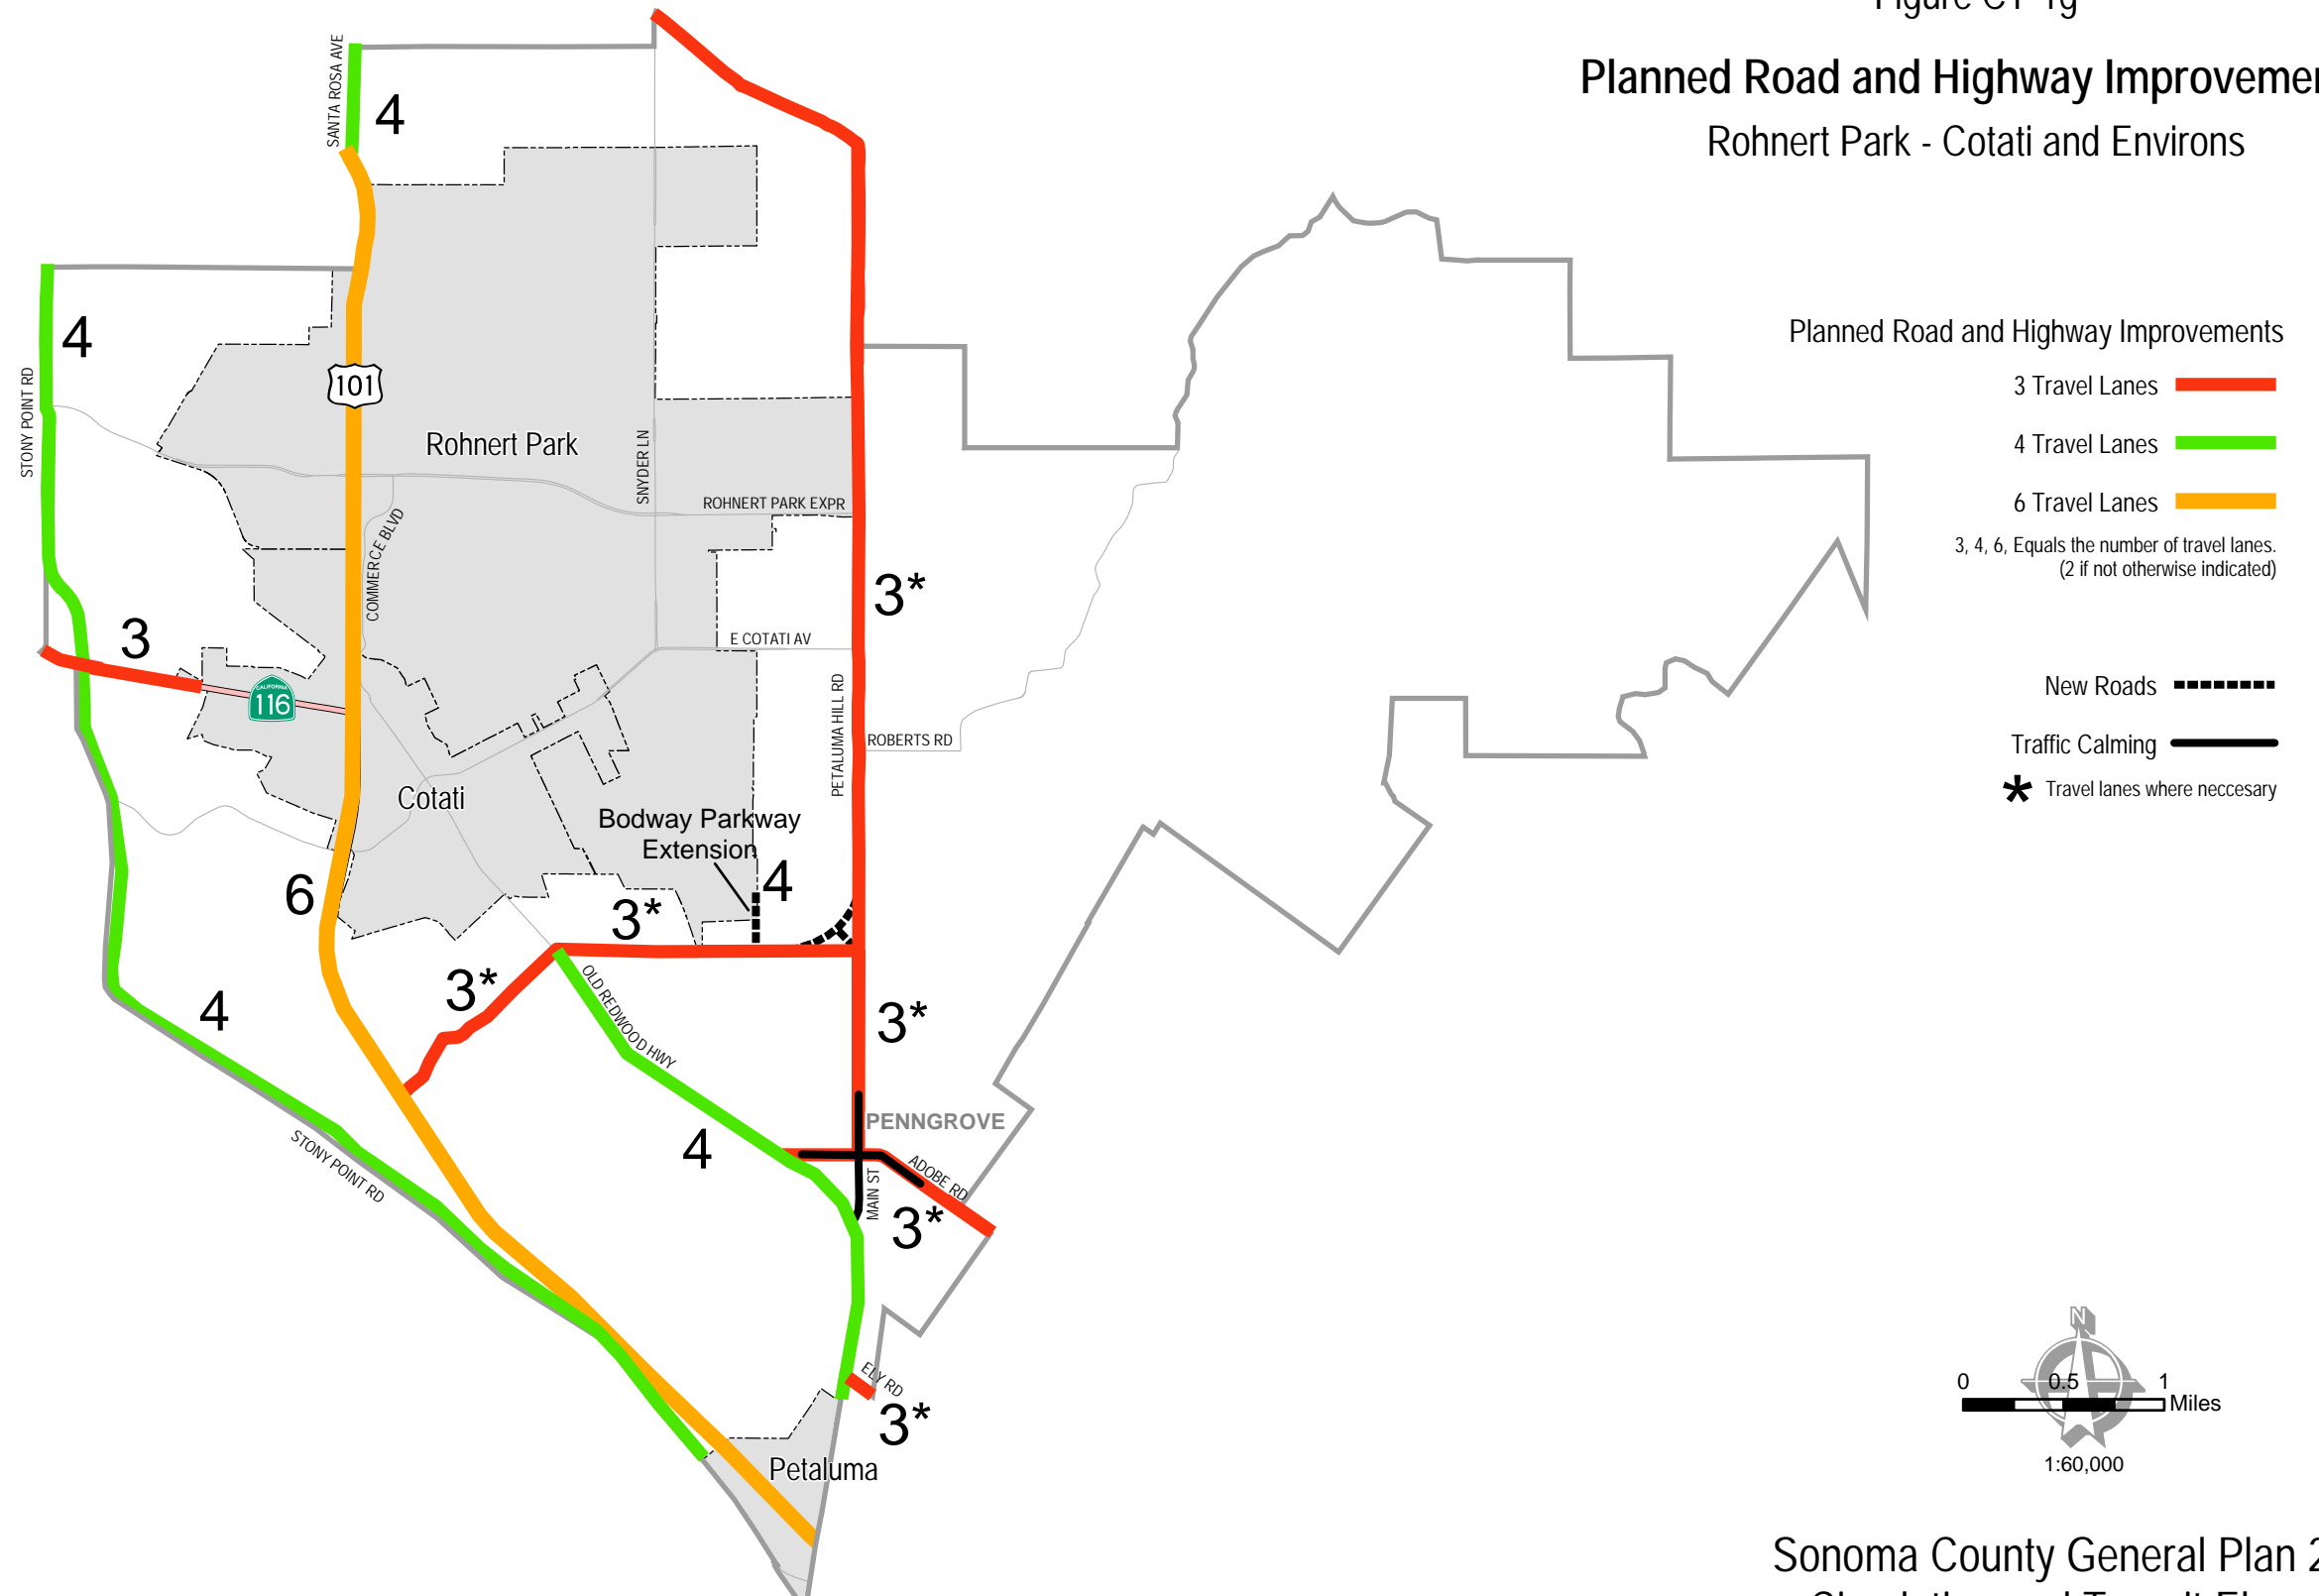 Planned Road and Highway
Rohnert Park - Cotati and Environs
Planned Road and Highway Improvements
3 Travel Lanes
4 Travel Lanes
6 Travel Lanes
3, 4, 6, Equals the number of travel lanes.
(2 if not otherwise indicated)
New Roads
Traffic Calming
* Travel lanes where neccesary
SANTA ROSA AVE
4
4
STONY POINT RD
101
Rohnert Park
SNYDER LN
ROHNERT PARK EXPR
COMMERCE BLVD
3*
3
E COTATI AV
CALIFORNIA
116
PETALUMA HILL RD
ROBERTS RD
Cotati
Bodway Parkway
Extension
4
6
3*
3*
OLD REDWOOD HWY
4
3*
PENNGROVE
STONY POINT RD
4
ADOBE RD
MAIN ST
3*
ELY RD
3*
Petaluma
N
0 0.5 1
Miles
1:60,000
Sonoma County General Plan